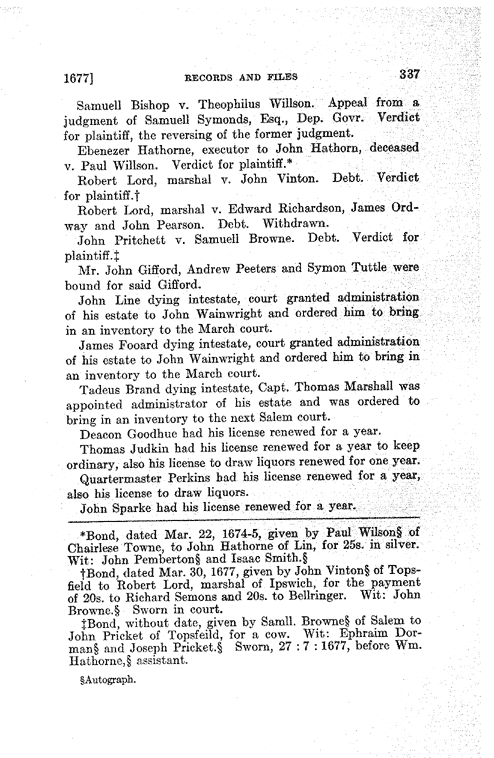 1677] RECORDS AND FILES 337
Samuell Bishop v. Theophilus Willson. Appeal from a
judgment of Samuell Symonds, Esq., Dep. Govr. Verdict
for plaintiff, the reversing of the former judgment.
Ebenezer Hathorne, executor to John Hathorn, deceased
v. Paul Willson. Verdict for plaintiff.*
Robert Lord, marshal v. John Vinton. Debt. Verdict
for plaintiff.†
Robert Lord, marshal v. Edward Richardson, James Ord-
way and John Pearson. Debt. Withdrawn.
John Pritchett v. Samuell Browne. Debt. Verdict for
plaintiff.‡
Mr. John Gifford, Andrew Peeters and Symon Tuttle were
bound for said Gifford.
John Line dying intestate, court granted administration
of his estate to John Wainwright and ordered him to bring
in an inventory to the March court.
James Fooard dying intestate, court granted administration
of his estate to John Wainwright and ordered him to bring in
an inventory to the March court.
Tadeus Brand dying intestate, Capt. Thomas Marshall was
appointed administrator of his estate and was ordered to
bring in an inventory to the next Salem court.
Deacon Goodhue had his license renewed for a year.
Thomas Judkin had his license renewed for a year to keep
ordinary, also his license to draw liquors renewed for one year.
Quartermaster Perkins had his license renewed for a year,
also his license to draw liquors.
John Sparke had his license renewed for a year.
*Bond, dated Mar. 22, 1674-5, given by Paul Wilson§ of
Chairlese Towne, to John Hathorne of Lin, for 25s. in silver.
Wit: John Pemberton§ and Isaac Smith.§
†Bond, dated Mar. 30, 1677, given by John Vinton§ of Tops-
field to Robert Lord, marshal of Ipswich, for the payment
of 20s. to Richard Semons and 20s. to Bellringer. Wit: John
Browne.§ Sworn in court.
‡Bond, without date, given by Samll. Browne§ of Salem to
John Pricket of Topsfeild, for a cow. Wit: Ephraim Dor-
man§ and Joseph Pricket.§ Sworn, 27 : 7 : 1677, before Wm.
Hathorne,§ assistant.
§Autograph.